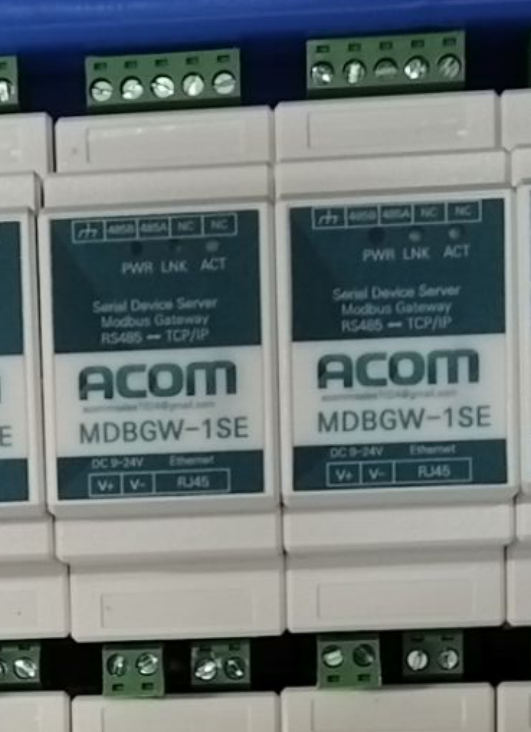 485B 485A NC NC
PWR LNK ACT
Serial Device Server
Modbus Gateway
RS485 — TCP/IP
ACOM
MDBGW-1SE
DC 9-24V Ethernet
V+ V- RJ45
485B 485A NC NC
PWR LNK ACT
Serial Device Server
Modbus Gateway
RS485 — TCP/IP
ACOM
MDBGW-1SE
DC 9-24V Ethernet
V+ V- RJ45
E